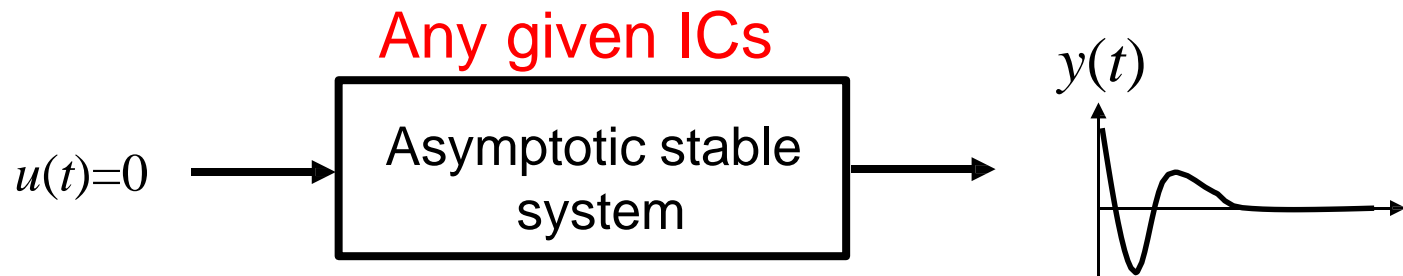 Any given ICs
u(t)=0
Asymptotic stable
system
y(t)